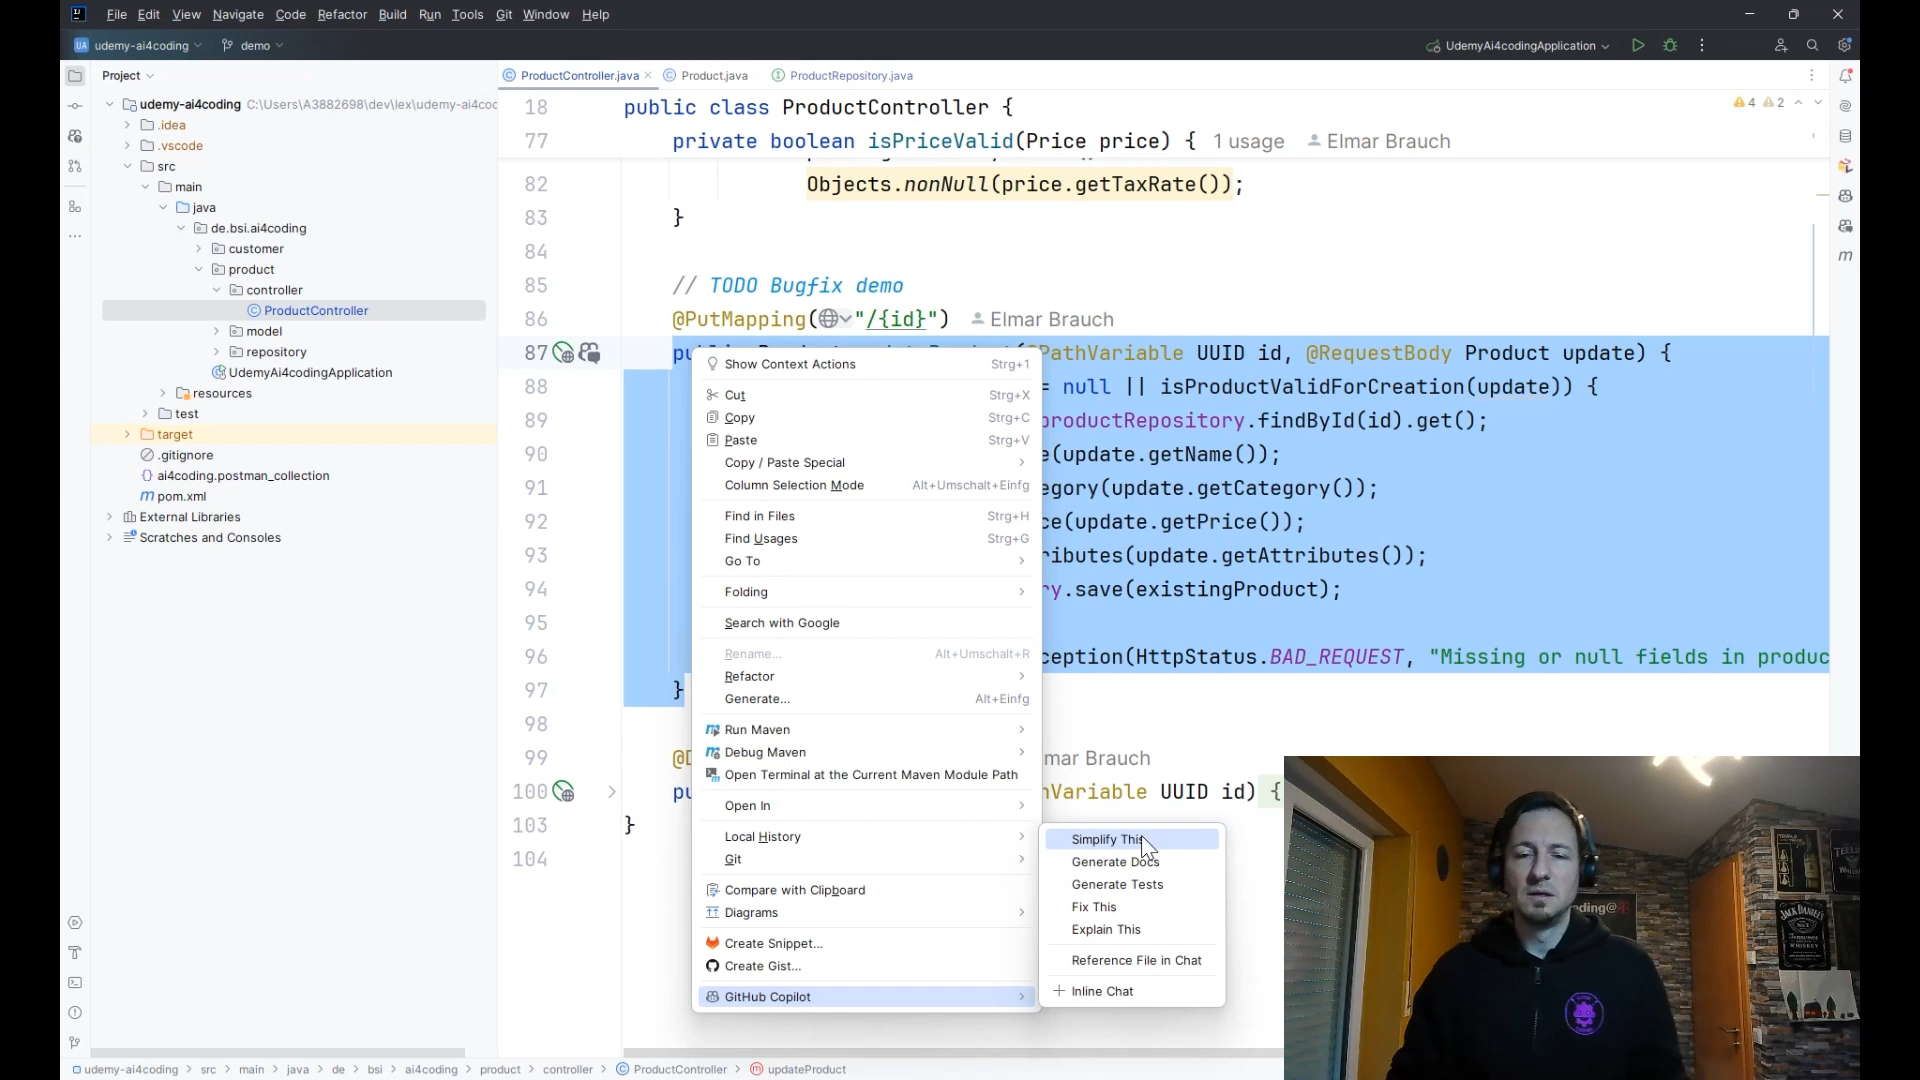 File Edit View Navigate Code Refactor Build Run Tools Git Window Help
UA udemy-ai4coding demo UdemyAi4codingApplication
Project
ProductController.java Product.java ProductRepository.java
udemy-ai4coding C:\Users\A3882698\dev\lex\udemy-ai4coc
.idea
.vscode
src
main
java
de.bsi.ai4coding
customer
product
controller
ProductController
model
repository
UdemyAi4codingApplication
resources
test
target
.gitignore
ai4coding.postman_collection
pom.xml
External Libraries
Scratches and Consoles
18 public class ProductController {
4 2
77 private boolean isPriceValid(Price price) { 1 usage Elmar Brauch
82 Objects.nonNull(price.getTaxRate());
83 }
84
85 // TODO Bugfix demo
86 @PutMapping("/{id}") Elmar Brauch
87 PathVariable UUID id, @RequestBody Product update) {
88 = null || isProductValidForCreation(update)) {
89 productRepository.findById(id).get();
90 e(update.getName());
91 egory(update.getCategory());
92 ce(update.getPrice());
93 ributes(update.getAttributes());
94 ry.save(existingProduct);
95
96 ception(HttpStatus.BAD_REQUEST, "Missing or null fields in produc
97 }
98
99 @D mar Brauch
100 pu hVariable UUID id) {
103 }
104
Show Context Actions Strg+1
Cut Strg+X
Copy Strg+C
Paste Strg+V
Copy / Paste Special
Column Selection Mode Alt+Umschalt+Einfg
Find in Files Strg+H
Find Usages Strg+G
Go To
Folding
Search with Google
Rename... Alt+Umschalt+R
Refactor
Generate... Alt+Einfg
Run Maven
Debug Maven
Open Terminal at the Current Maven Module Path
Open In
Local History
Git
Compare with Clipboard
Diagrams
Create Snippet...
Create Gist...
GitHub Copilot
Simplify This
Generate Docs
Generate Tests
Fix This
Explain This
Reference File in Chat
Inline Chat
oding@
JACK DANIEL'S
WHISKEY
udemy-ai4coding > src > main > java > de > bsi > ai4coding > product > controller > ProductController > updateProduct